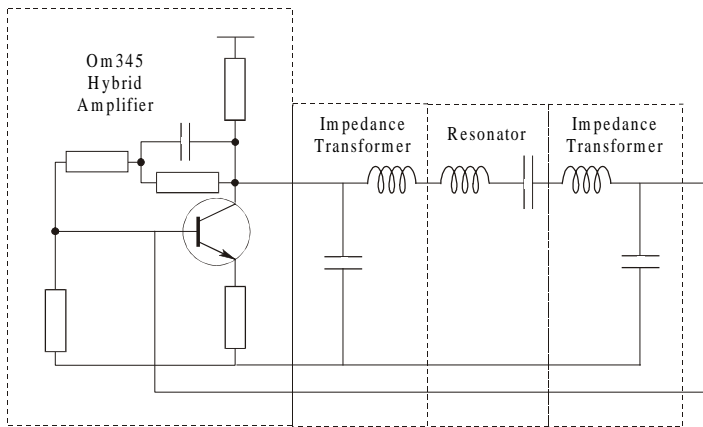 Om345
Hybrid
Amplifier
Impedance
Transformer
Resonator
Impedance
Transformer